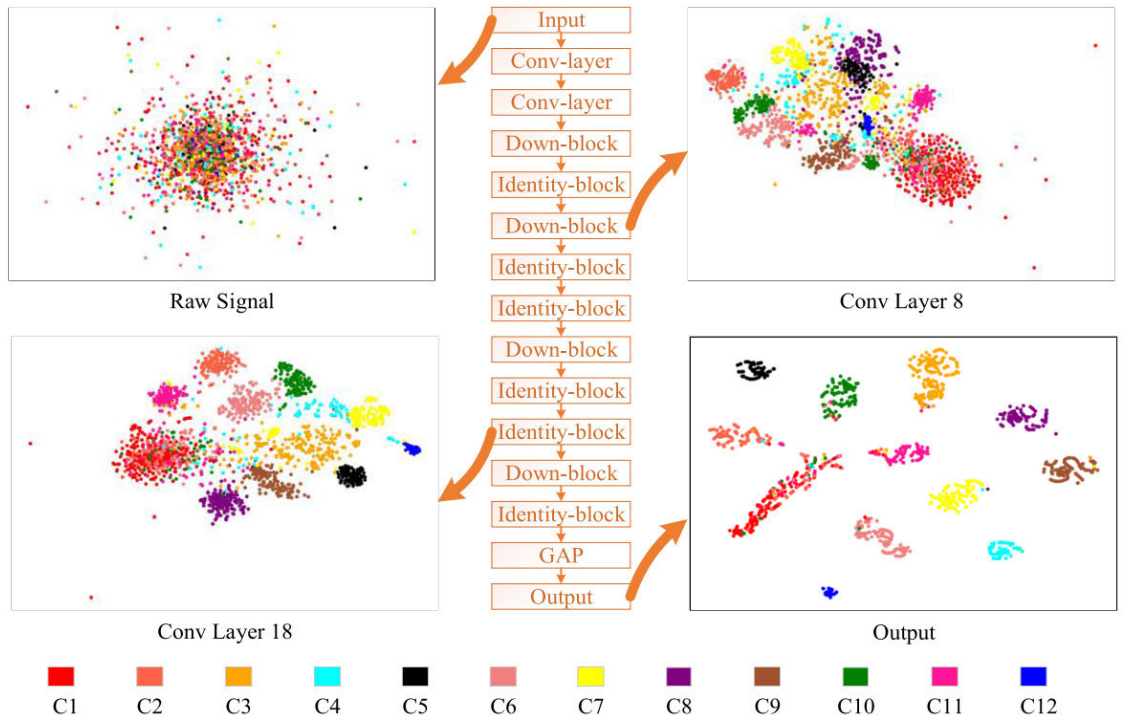 Input
Conv-layer
Conv-layer
Down-block
Identity-block
Down-block
Identity-block
Identity-block
Down-block
Identity-block
Identity-block
Down-block
Identity-block
GAP
Output
Raw Signal
Conv Layer 8
Conv Layer 18
Output
C1 C2 C3 C4 C5 C6 C7 C8 C9 C10 C11 C12